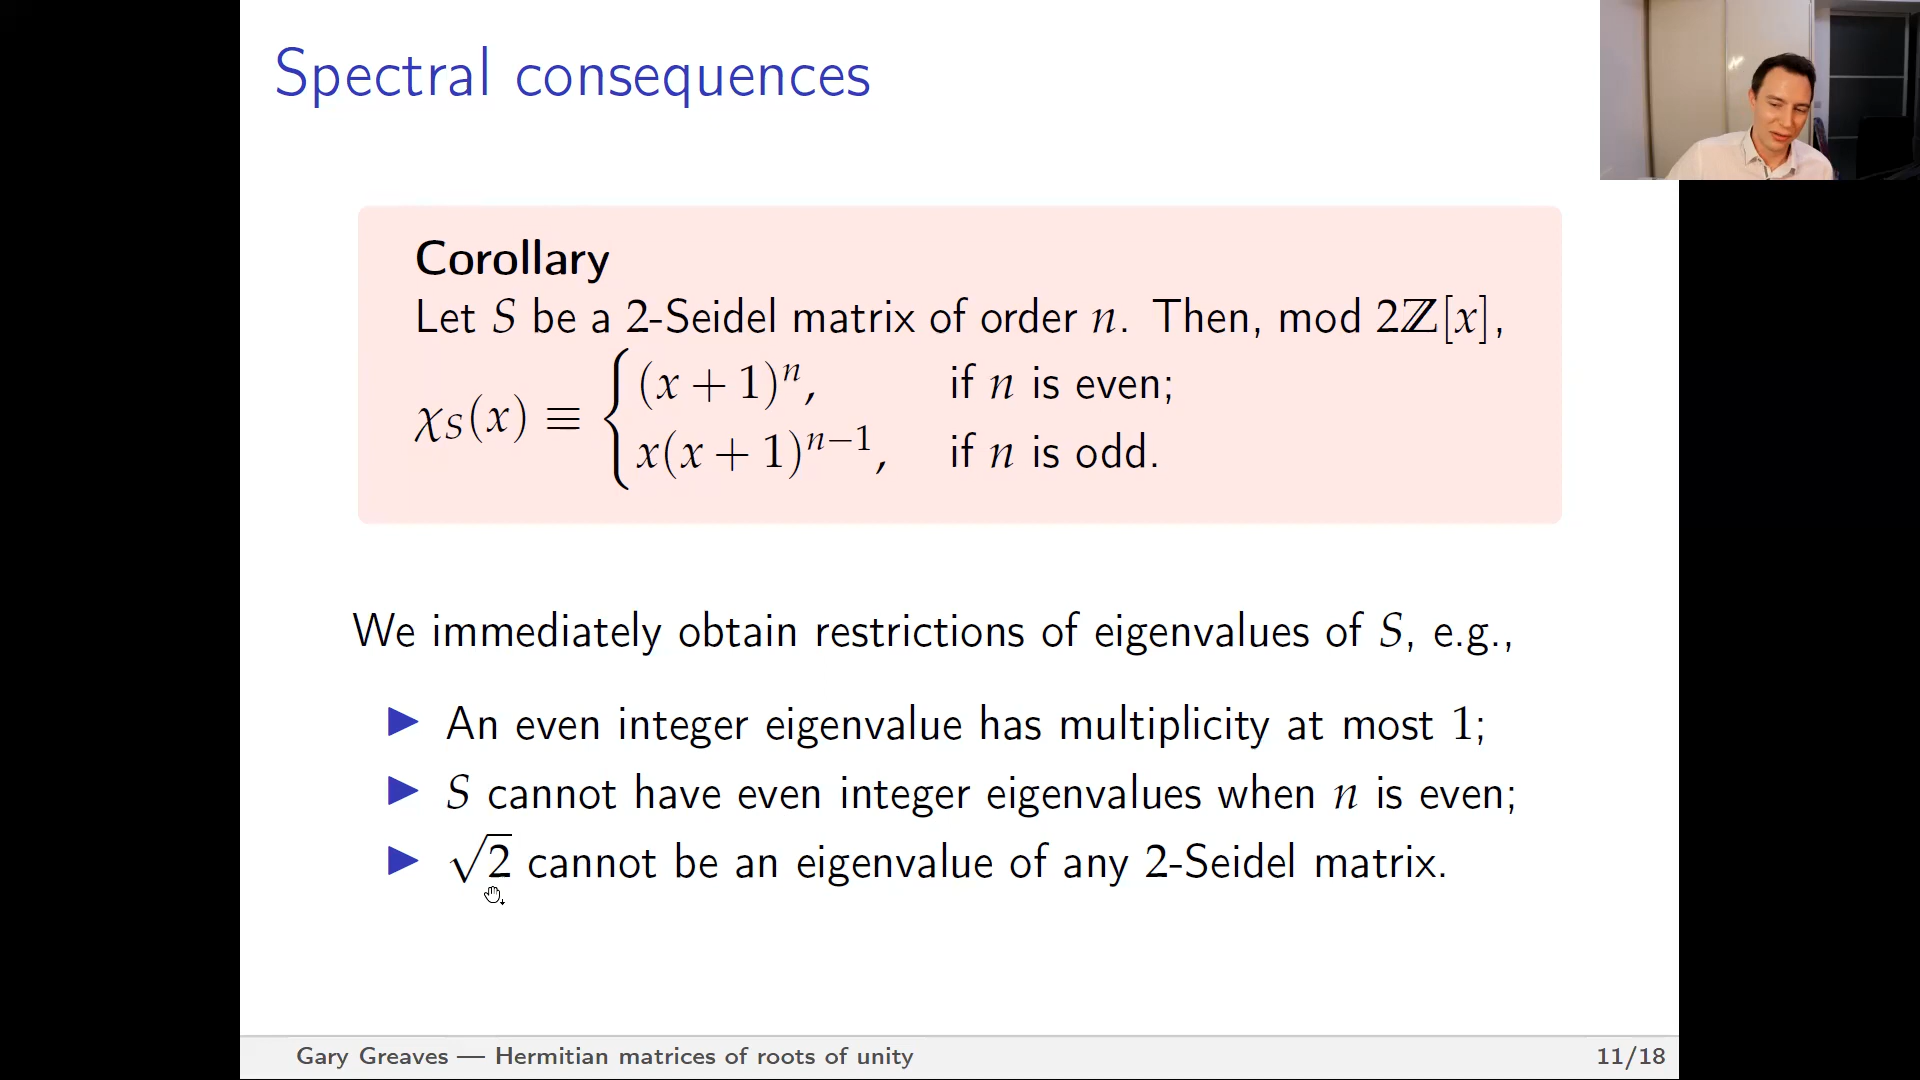 Spectral consequences
Corollary
Let S be a 2-Seidel matrix of order n. Then, mod 2ℤ[x],
χ_S(x) ≡ { (x + 1)^n, if n is even;
x(x + 1)^{n−1}, if n is odd.
We immediately obtain restrictions of eigenvalues of S, e.g.,
▶ An even integer eigenvalue has multiplicity at most 1;
▶ S cannot have even integer eigenvalues when n is even;
▶ √2 cannot be an eigenvalue of any 2-Seidel matrix.
Gary Greaves — Hermitian matrices of roots of unity 11/18